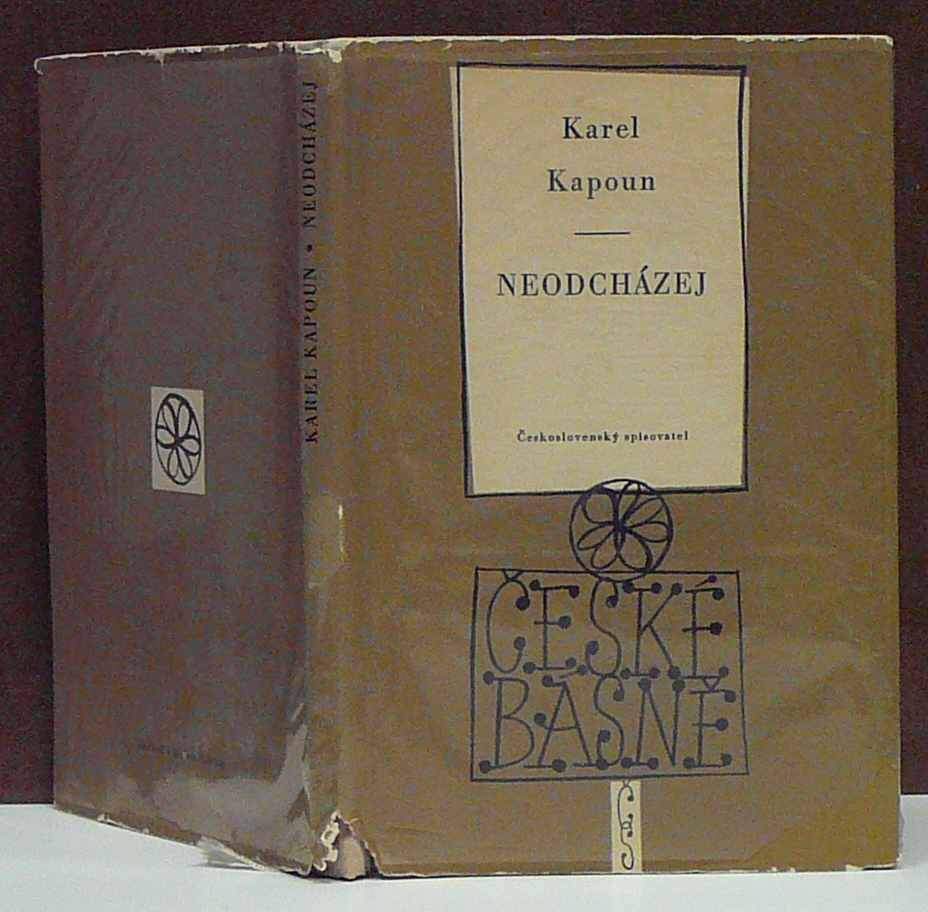 KAREL KAPOUN • NEODCHÁZEJ
Karel
Kapoun
NEODCHÁZEJ
Československý spisovatel
ČESKÉ
BÁSNĚ
ČS